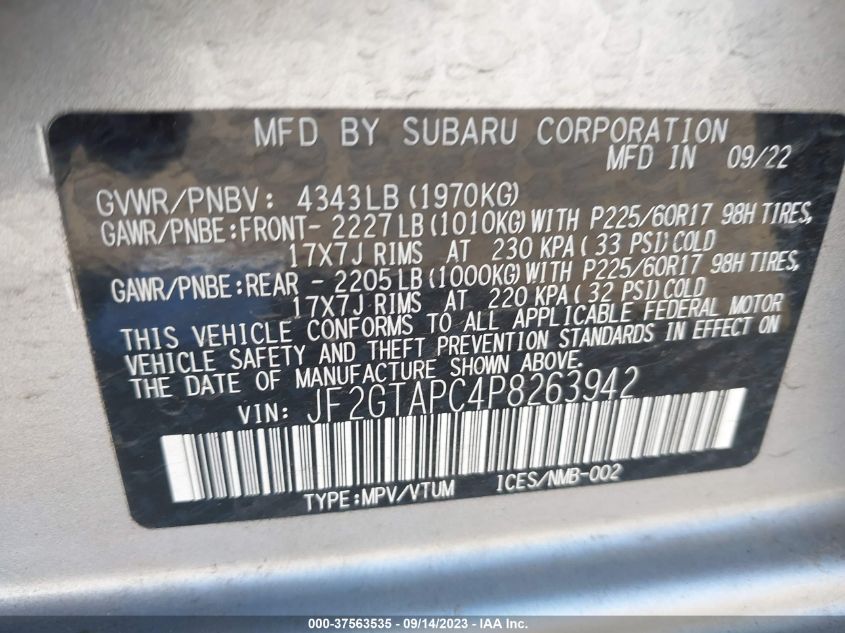 MFD BY SUBARU CORPORATION
MFD IN 09/22
GVWR/PNBV: 4343LB (1970KG)
GAWR/PNBE:FRONT- 2227LB (1010KG) WITH P225/60R17 98H TIRES,
17X7J RIMS AT 230 KPA ( 33 PSI) COLD
GAWR/PNBE:REAR - 2205LB (1000KG) WITH P225/60R17 98H TIRES,
17X7J RIMS AT 220 KPA ( 32 PSI) COLD
THIS VEHICLE CONFORMS TO ALL APPLICABLE FEDERAL MOTOR
VEHICLE SAFETY AND THEFT PREVENTION STANDARDS IN EFFECT ON
THE DATE OF MANUFACTURE SHOWN ABOVE.
VIN: JF2GTAPC4P8263942
TYPE:MPV/VTUM ICES/NMB-002
000-37563535 - 09/14/2023 - IAA Inc.